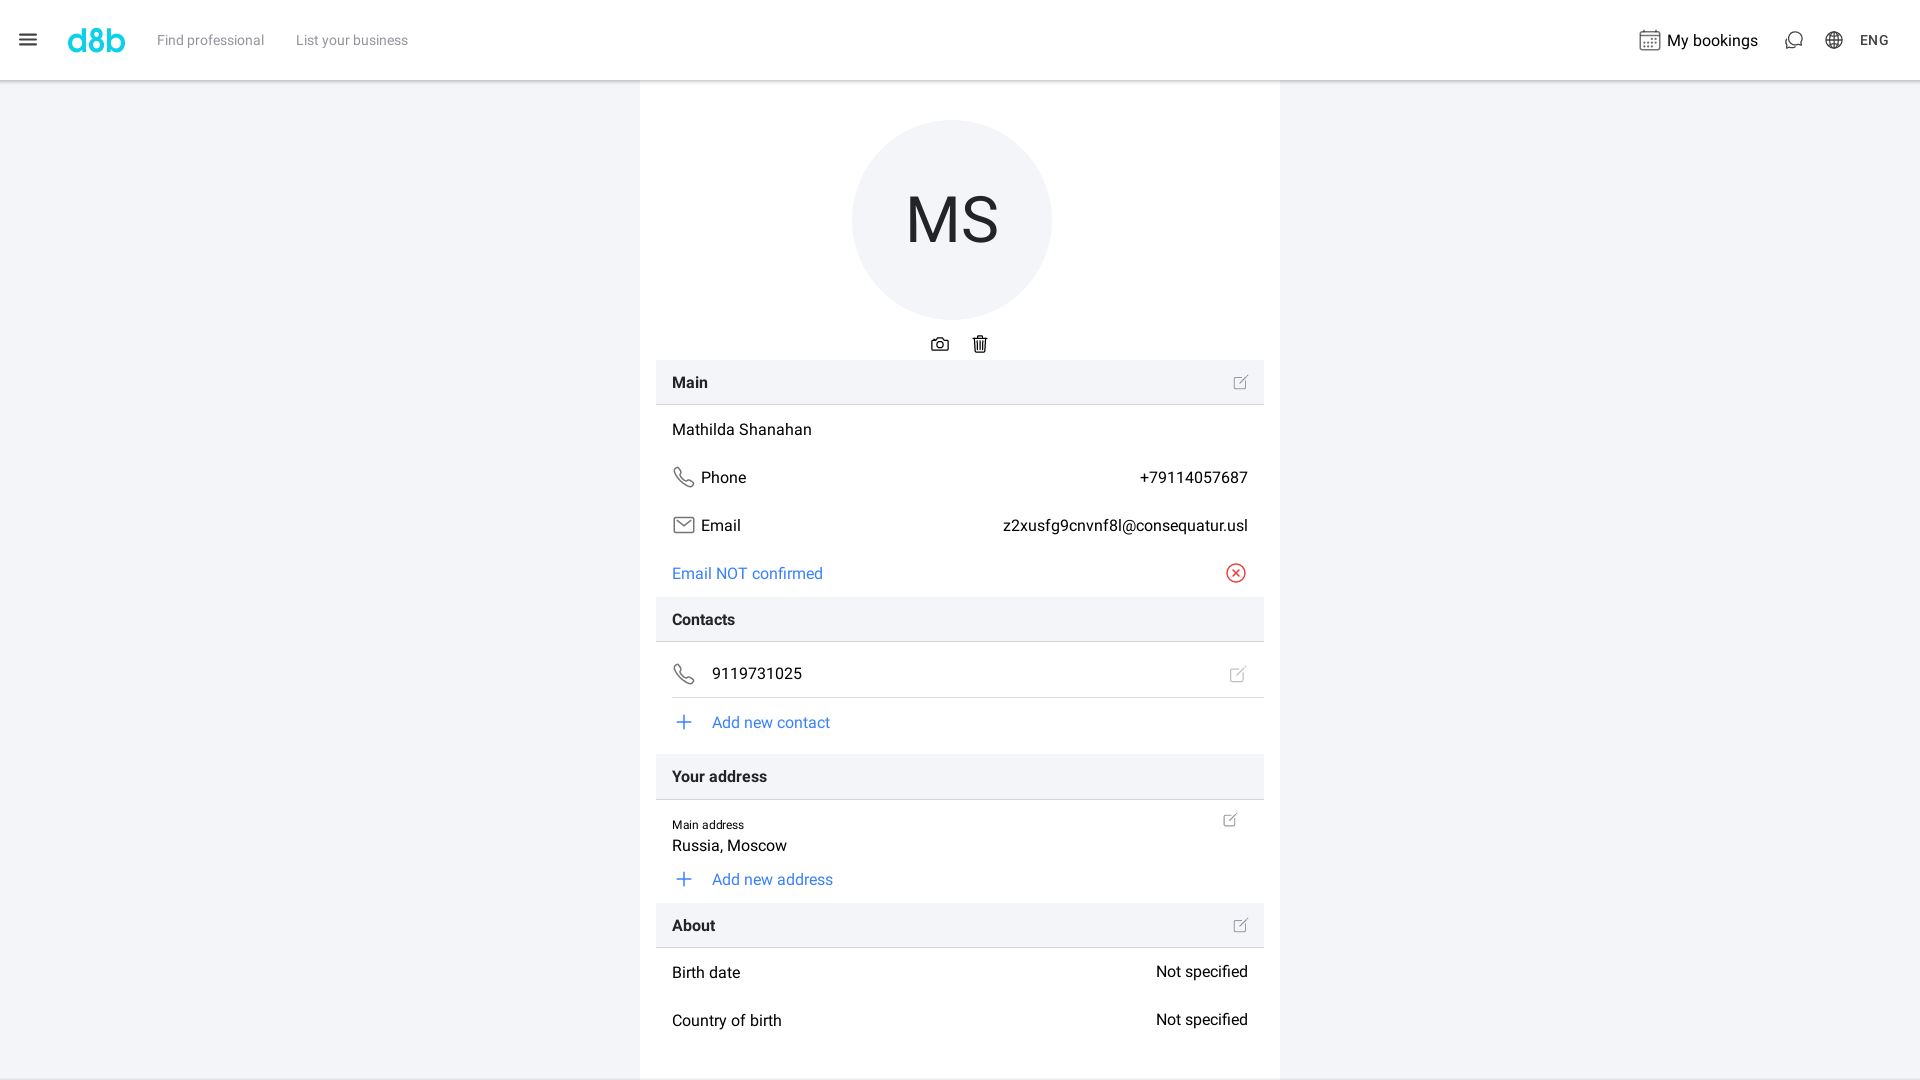 d8b Find professional List your business My bookings ENG
MS
Main
Mathilda Shanahan
Phone +79114057687
Email z2xusfg9cnvnf8l@consequatur.usl
Email NOT confirmed
Contacts
9119731025
Add new contact
Your address
Main address
Russia, Moscow
Add new address
About
Birth date Not specified
Country of birth Not specified